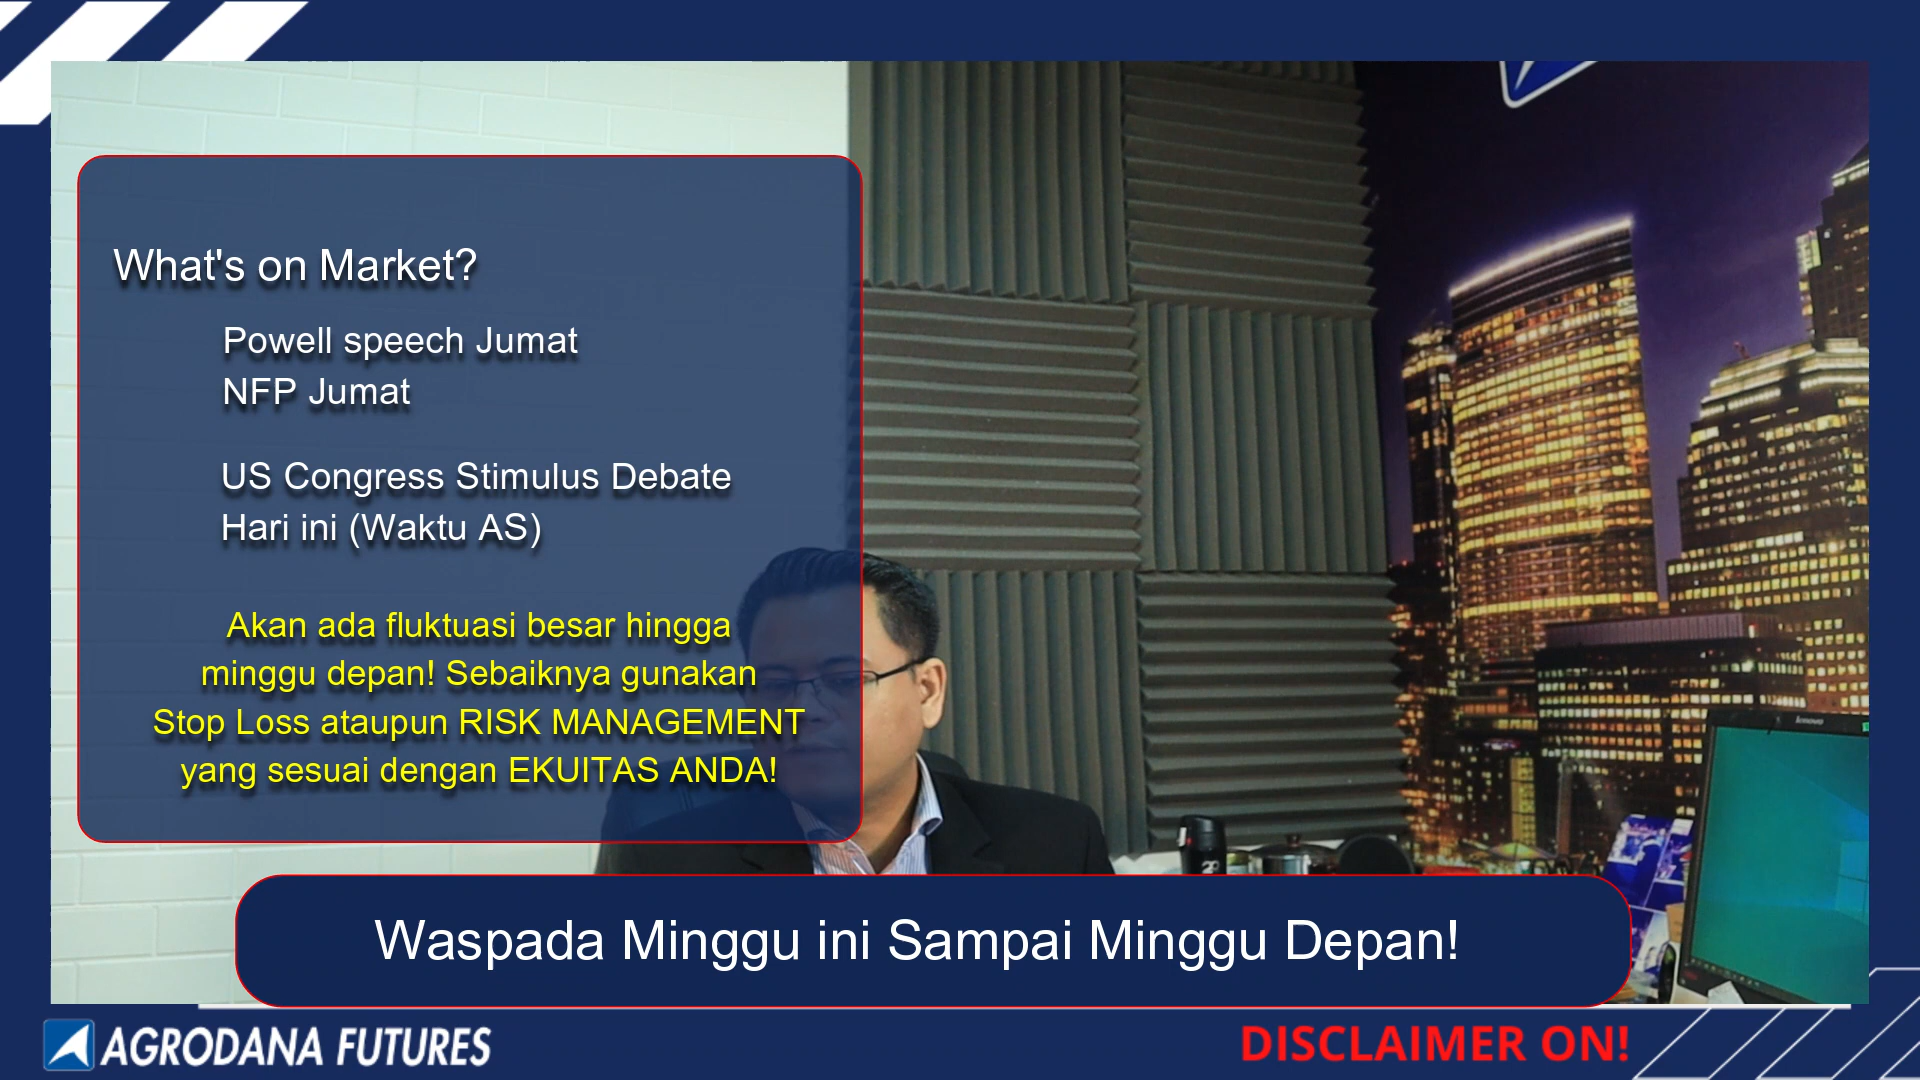 What's on Market?
Powell speech Jumat
NFP Jumat
US Congress Stimulus Debate
Hari ini (Waktu AS)
Akan ada fluktuasi besar hingga
minggu depan! Sebaiknya gunakan
Stop Loss ataupun RISK MANAGEMENT
yang sesuai dengan EKUITAS ANDA!
lenovo
Waspada Minggu ini Sampai Minggu Depan!
AGRODANA FUTURES
DISCLAIMER ON!